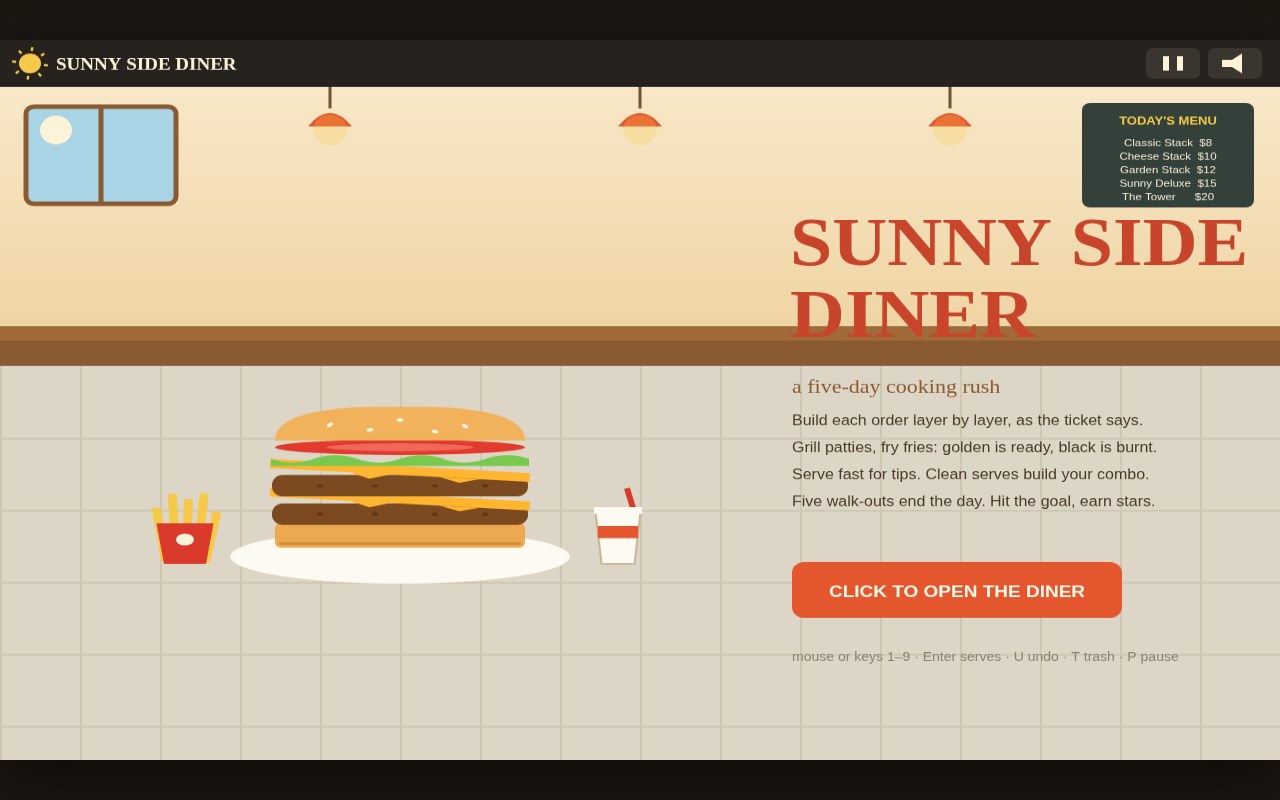 SUNNY SIDE DINER
TODAY'S MENU
Classic Stack $8
Cheese Stack $10
Garden Stack $12
Sunny Deluxe $15
The Tower $20
SUNNY SIDE
DINER
a five-day cooking rush
Build each order layer by layer, as the ticket says.
Grill patties, fry fries: golden is ready, black is burnt.
Serve fast for tips. Clean serves build your combo.
Five walk-outs end the day. Hit the goal, earn stars.
CLICK TO OPEN THE DINER
mouse or keys 1–9 · Enter serves · U undo · T trash · P pause